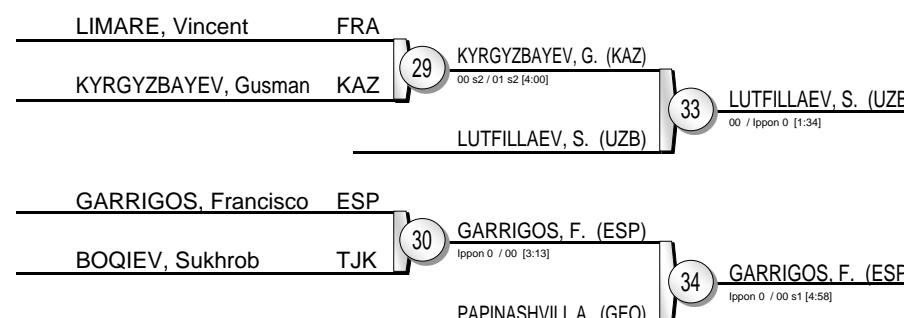 LIMARE, Vincent FRA
29
KYRGYZBAYEV, G. (KAZ)
00 s2 / 01 s2 [4:00]
KYRGYZBAYEV, Gusman KAZ
33
LUTFILLAEV, S. (UZB
00 / Ippon 0 [1:34]
LUTFILLAEV, S. (UZB)
GARRIGOS, Francisco ESP
30
GARRIGOS, F. (ESP)
Ippon 0 / 00 [3:13]
BOQIEV, Sukhrob TJK
34
GARRIGOS, F. (ESP
Ippon 0 / 00 s1 [4:58]
PAPINASHVILI, A. (GEO)